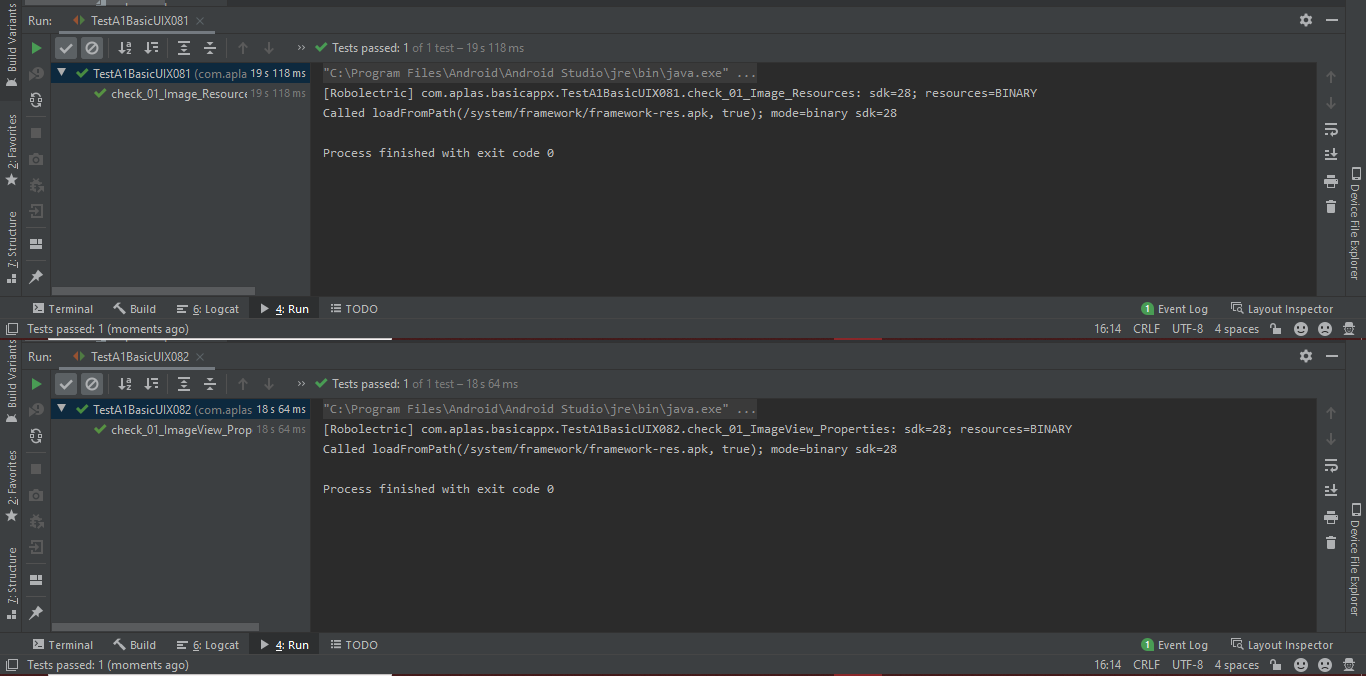 Run: TestA1BasicUIX081
Tests passed: 1 of 1 test – 19 s 118 ms
TestA1BasicUIX081 (com.apla 19 s 118 ms
check_01_Image_Resource 19 s 118 ms
"C:\Program Files\Android\Android Studio\jre\bin\java.exe" ...
[Robolectric] com.aplas.basicappx.TestA1BasicUIX081.check_01_Image_Resources: sdk=28; resources=BINARY
Called loadFromPath(/system/framework/framework-res.apk, true); mode=binary sdk=28
Process finished with exit code 0
Build Variants
2: Favorites
7: Structure
Device File Explorer
Terminal Build 6: Logcat 4: Run TODO 1 Event Log Layout Inspector
Tests passed: 1 (moments ago) 16:14 CRLF UTF-8 4 spaces
Run: TestA1BasicUIX082
Tests passed: 1 of 1 test – 18 s 64 ms
TestA1BasicUIX082 (com.aplas 18 s 64 ms
check_01_ImageView_Prop 18 s 64 ms
"C:\Program Files\Android\Android Studio\jre\bin\java.exe" ...
[Robolectric] com.aplas.basicappx.TestA1BasicUIX082.check_01_ImageView_Properties: sdk=28; resources=BINARY
Called loadFromPath(/system/framework/framework-res.apk, true); mode=binary sdk=28
Process finished with exit code 0
Build Variants
2: Favorites
7: Structure
Device File Explorer
Terminal Build 6: Logcat 4: Run TODO 1 Event Log Layout Inspector
Tests passed: 1 (moments ago) 16:14 CRLF UTF-8 4 spaces